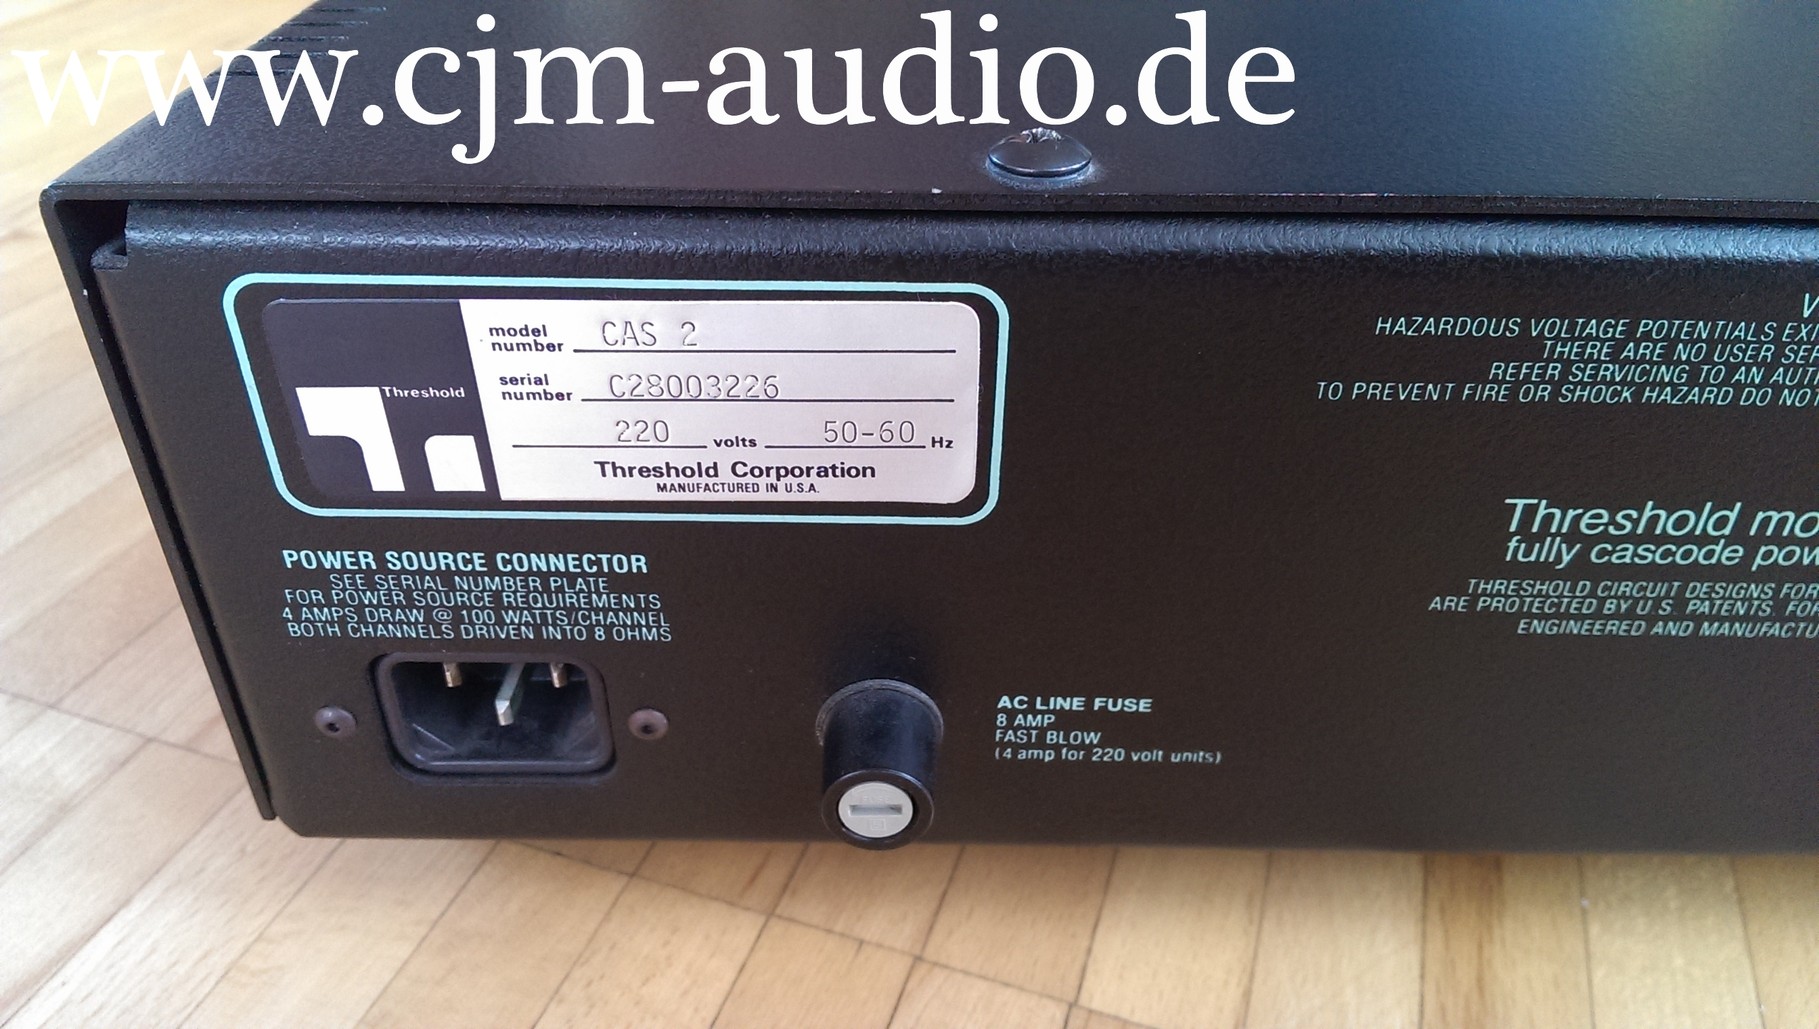 www.cjm-audio.de
model
number CAS 2
Threshold
serial
number C28003226
220 volts 50-60 Hz
Threshold Corporation
MANUFACTURED IN U.S.A.
POWER SOURCE CONNECTOR
SEE SERIAL NUMBER PLATE
FOR POWER SOURCE REQUIREMENTS
4 AMPS DRAW @ 100 WATTS/CHANNEL
BOTH CHANNELS DRIVEN INTO 8 OHMS
AC LINE FUSE
8 AMP
FAST BLOW
(4 amp for 220 volt units)
HAZARDOUS VOLTAGE POTENTIALS
THERE ARE NO USER
REFER SERVICING TO AN
TO PREVENT FIRE OR SHOCK HAZARD DO
Threshold
fully cascode
THRESHOLD CIRCUIT DESIGNS
ARE PROTECTED BY U.S. PATENTS.
ENGINEERED AND